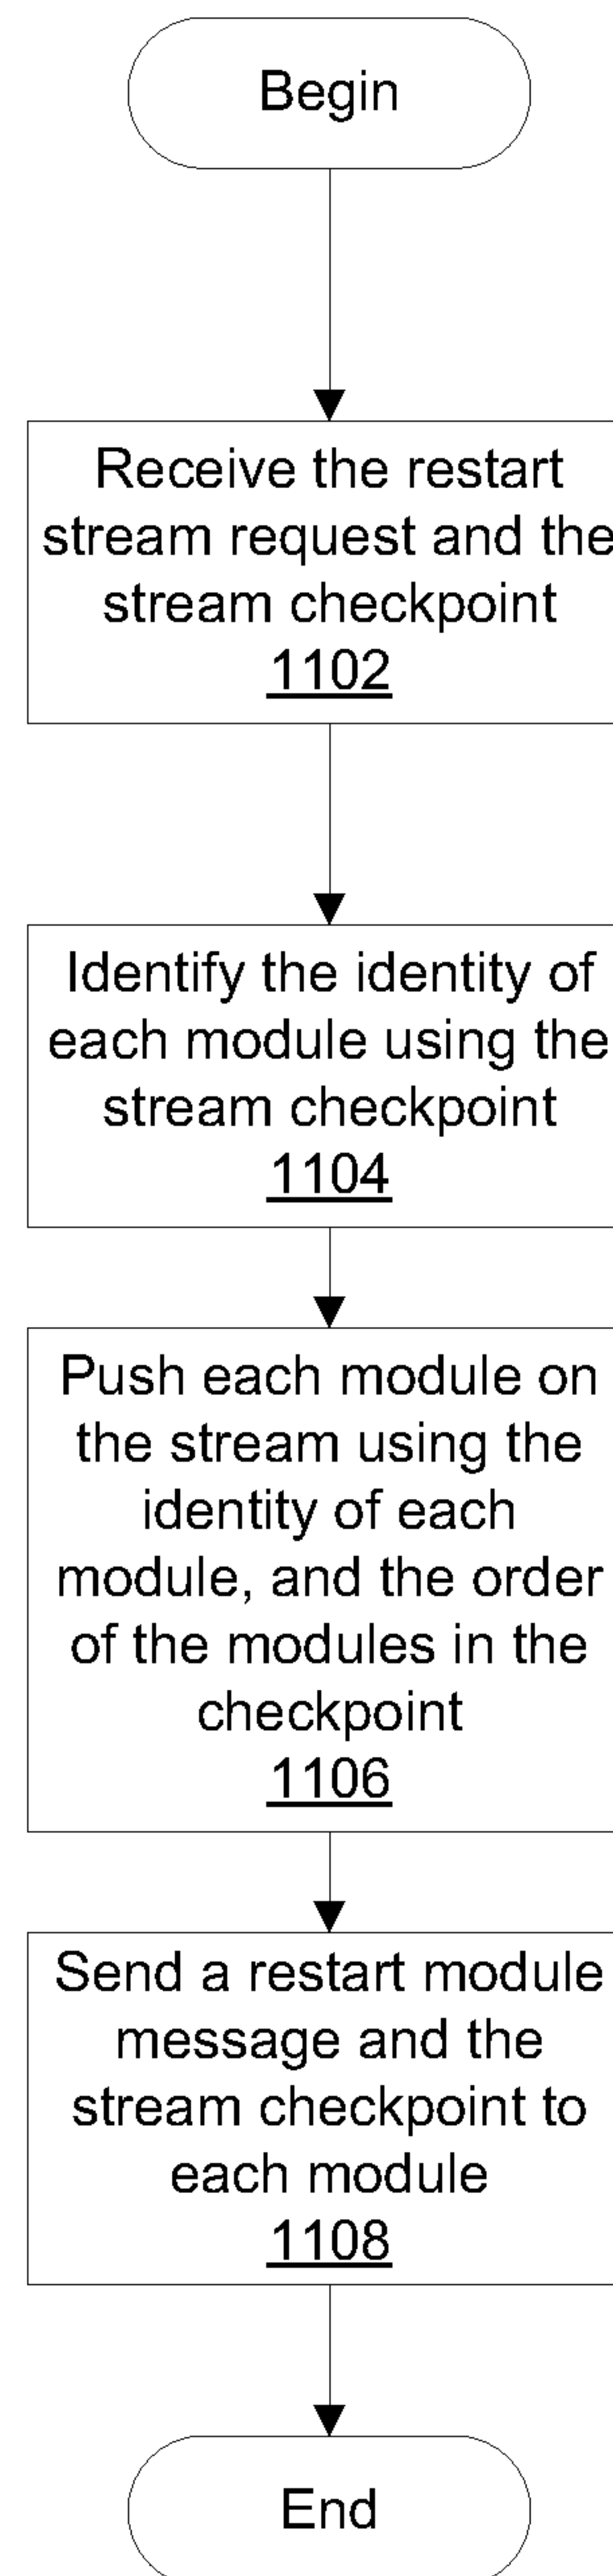 Begin
Receive the restart
stream request and the
stream checkpoint
1102
Identify the identity of
each module using the
stream checkpoint
1104
Push each module on
the stream using the
identity of each
module, and the order
of the modules in the
checkpoint
1106
Send a restart module
message and the
stream checkpoint to
each module
1108
End